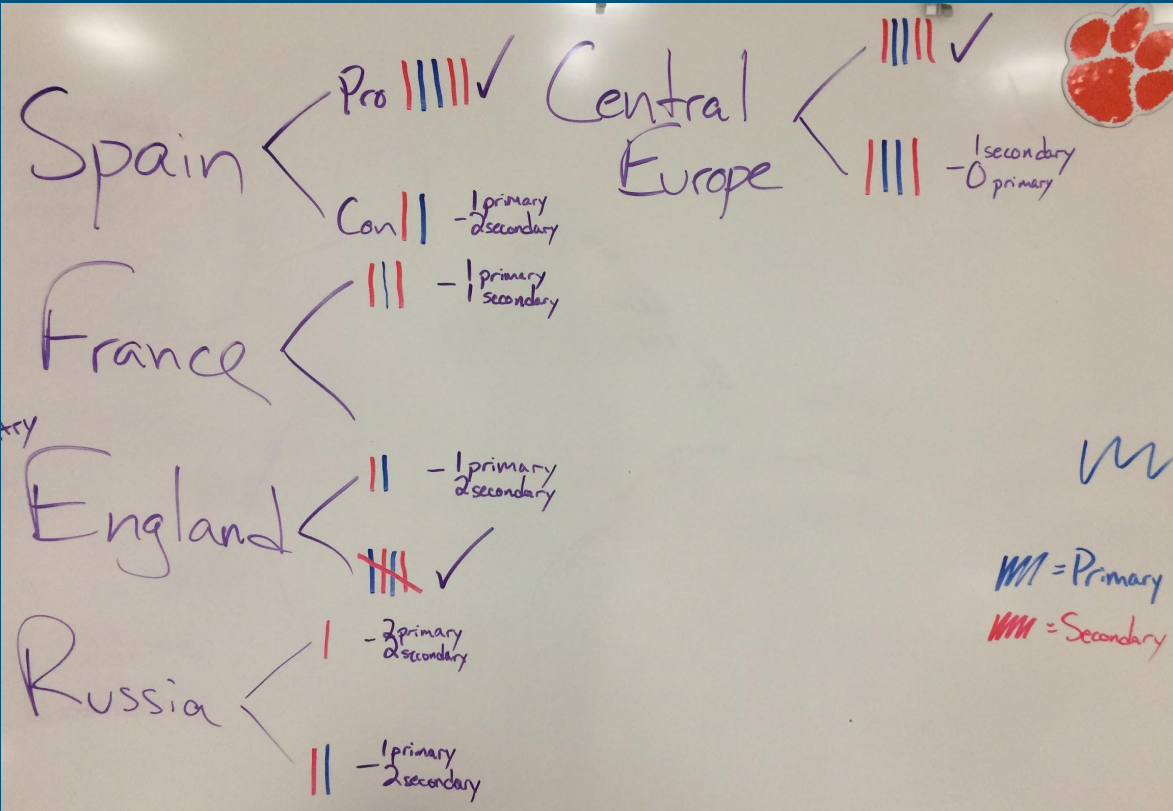 Spain
Pro
Con
- 1 primary
2 secondary
France
- 1 primary
1 secondary
England
- 1 primary
2 secondary
Russia
- 2 primary
2 secondary
- 1 primary
2 secondary
Central
Europe
- 1 secondary
0 primary
= Primary
= Secondary